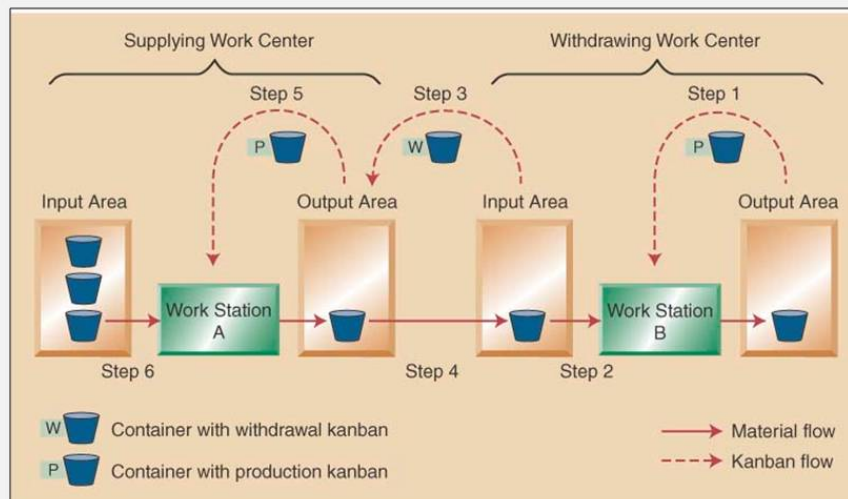 Supplying Work Center
Withdrawing Work Center
Step 5
Step 3
Step 1
P
W
P
Input Area
Output Area
Input Area
Output Area
Work Station
A
Work Station
B
Step 6
Step 4
Step 2
W Container with withdrawal kanban
Material flow
P Container with production kanban
Kanban flow